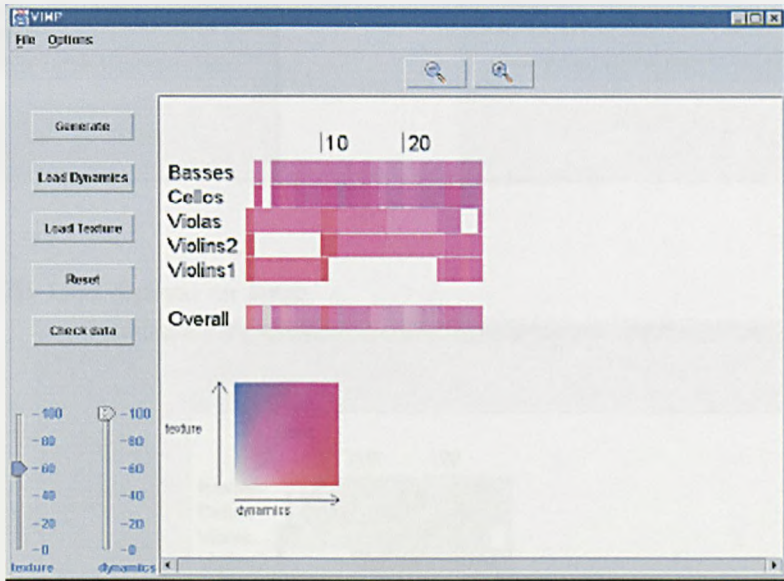 VIMP
File Options
Generate
Load Dynamics
Load Texture
Reset
Check data
|10 |20
Basses
Cellos
Violas
Violins2
Violins1
Overall
texture
dynamics
-100 -100
-80 -80
-60 -60
-40 -40
-20 -20
-0 -0
texture dynamics